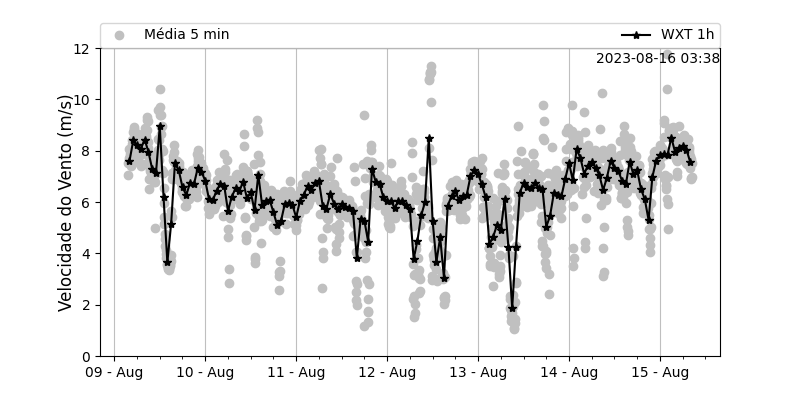 Média 5 min
WXT 1h
2023-08-16 03:38
Velocidade do Vento (m/s)
12
10
8
6
4
2
0
09 - Aug
10 - Aug
11 - Aug
12 - Aug
13 - Aug
14 - Aug
15 - Aug